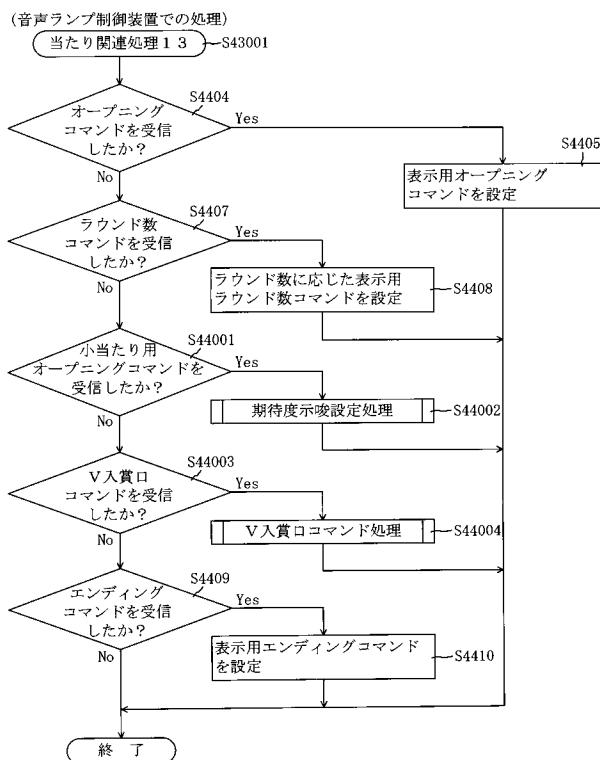 (音声ランプ制御装置での処理)
当たり関連処理13
S43001
S4404
オープニング
コマンドを受信
したか?
Yes
No
S4405
表示用オープニング
コマンドを設定
S4407
ラウンド数
コマンドを受信
したか?
Yes
No
ラウンド数に応じた表示用
ラウンド数コマンドを設定
S4408
S44001
小当たり用
オープニングコマンドを
受信したか?
Yes
No
期待度示唆設定処理
S44002
S44003
V入賞口
コマンドを受信
したか?
Yes
No
V入賞口コマンド処理
S44004
S4409
エンディング
コマンドを受信
したか?
Yes
No
表示用エンディングコマンド
を設定
S4410
終 了